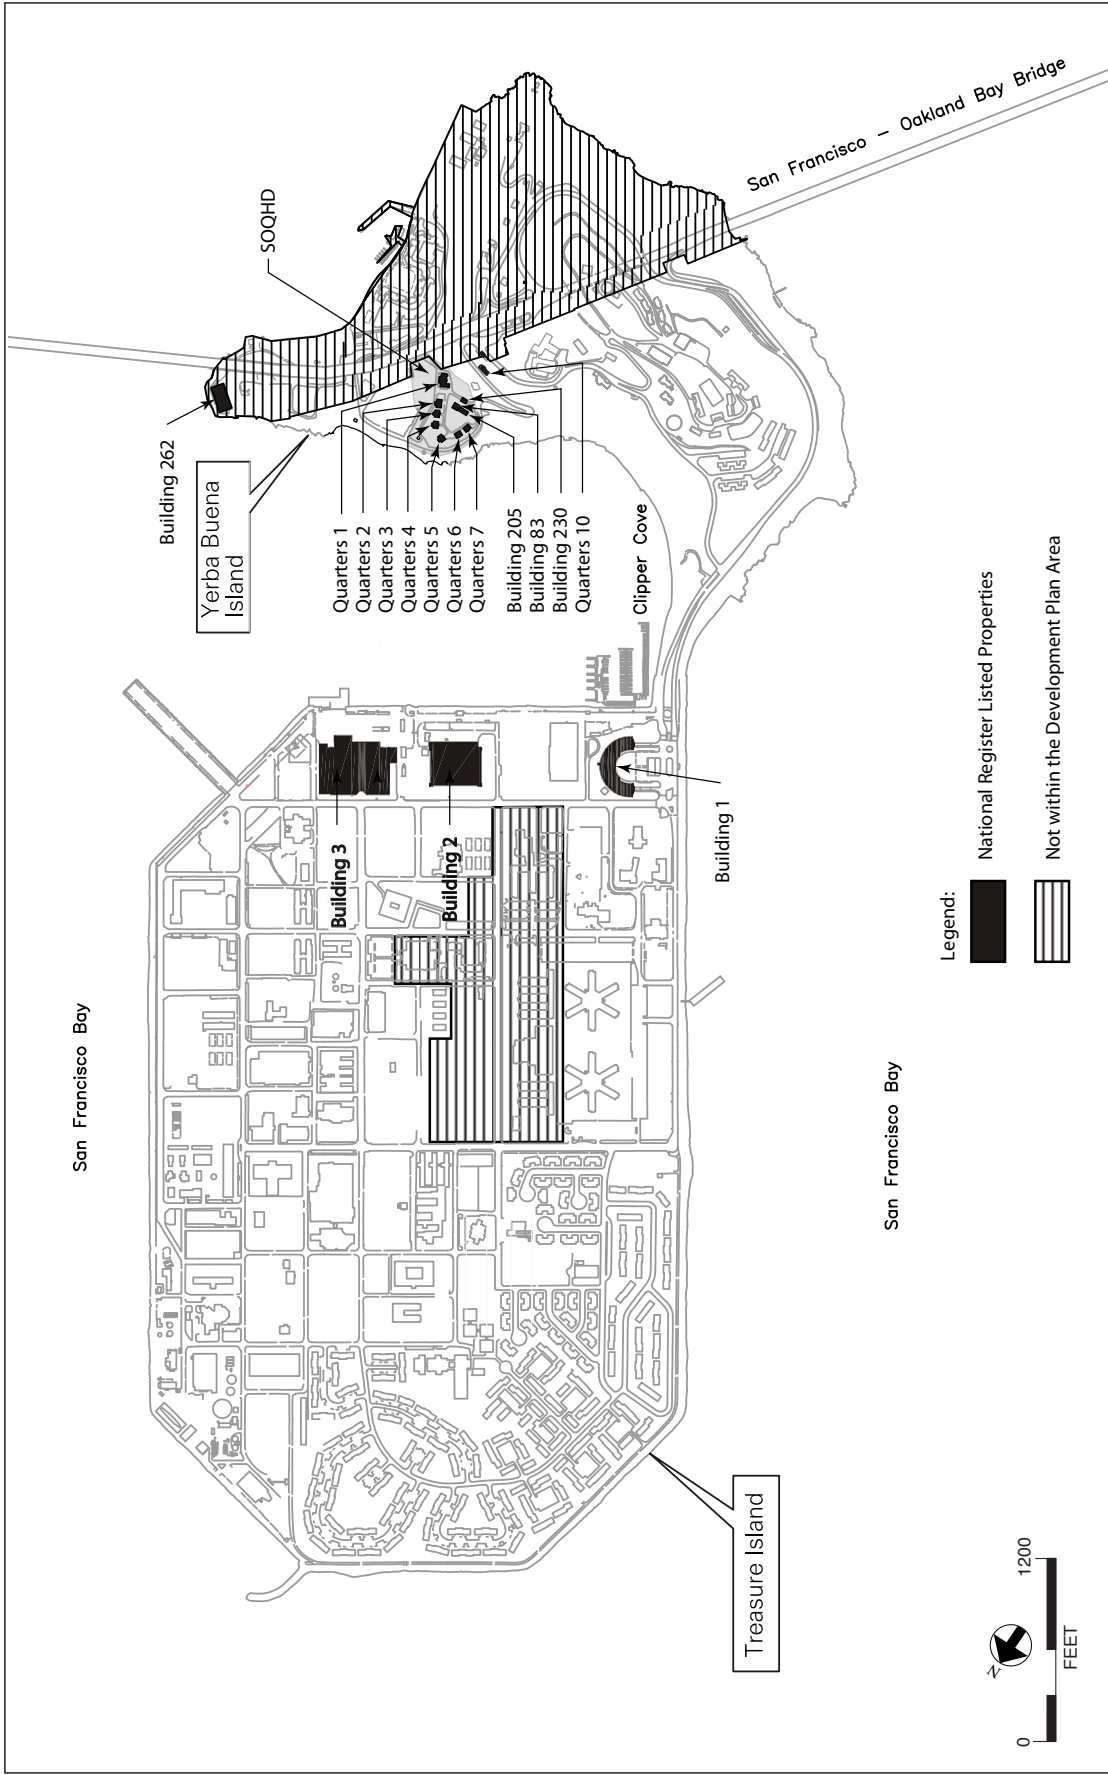 San Francisco Bay
San Francisco – Oakland Bay Bridge
SOQHD
Building 262
Yerba Buena
Island
Quarters 1
Quarters 2
Quarters 3
Quarters 4
Quarters 5
Quarters 6
Quarters 7
Building 205
Building 83
Building 230
Quarters 10
Clipper Cove
Building 3
Building 2
Building 1
San Francisco Bay
Treasure Island
Legend:
National Register Listed Properties
Not within the Development Plan Area
N
0
1200
FEET